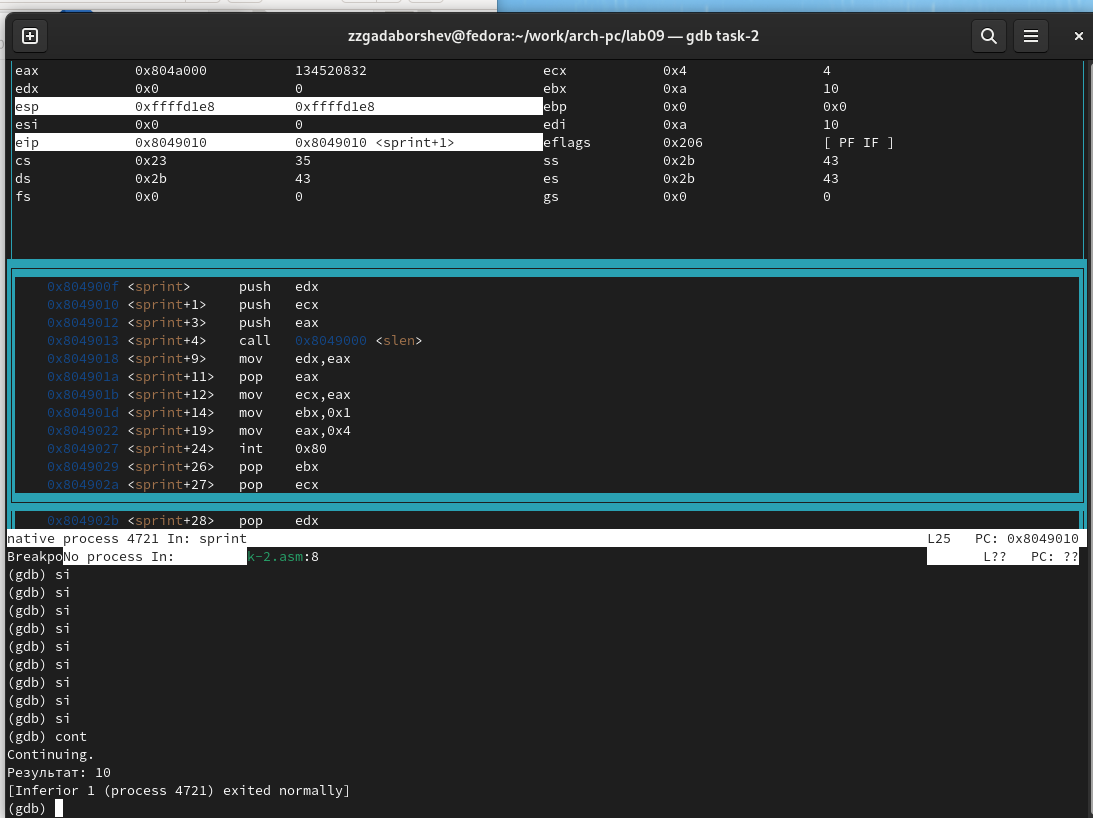 zzgadaborshev@fedora:~/work/arch-pc/lab09 — gdb task-2
eax 0x804a000 134520832 ecx 0x4 4
edx 0x0 0 ebx 0xa 10
esp 0xffffd1e8 0xffffd1e8 ebp 0x0 0x0
esi 0x0 0 edi 0xa 10
eip 0x8049010 0x8049010 <sprint+1> eflags 0x206 [ PF IF ]
cs 0x23 35 ss 0x2b 43
ds 0x2b 43 es 0x2b 43
fs 0x0 0 gs 0x0 0
0x804900f <sprint> push edx
0x8049010 <sprint+1> push ecx
0x8049012 <sprint+3> push eax
0x8049013 <sprint+4> call 0x8049000 <slen>
0x8049018 <sprint+9> mov edx,eax
0x804901a <sprint+11> pop eax
0x804901b <sprint+12> mov ecx,eax
0x804901d <sprint+14> mov ebx,0x1
0x8049022 <sprint+19> mov eax,0x4
0x8049027 <sprint+24> int 0x80
0x8049029 <sprint+26> pop ebx
0x804902a <sprint+27> pop ecx
0x804902b <sprint+28> pop edx
native process 4721 In: sprint L25 PC: 0x8049010
BreakpoNo process In: k-2.asm:8 L?? PC: ??
(gdb) si
(gdb) si
(gdb) si
(gdb) si
(gdb) si
(gdb) si
(gdb) si
(gdb) si
(gdb) si
(gdb) cont
Continuing.
Результат: 10
[Inferior 1 (process 4721) exited normally]
(gdb)